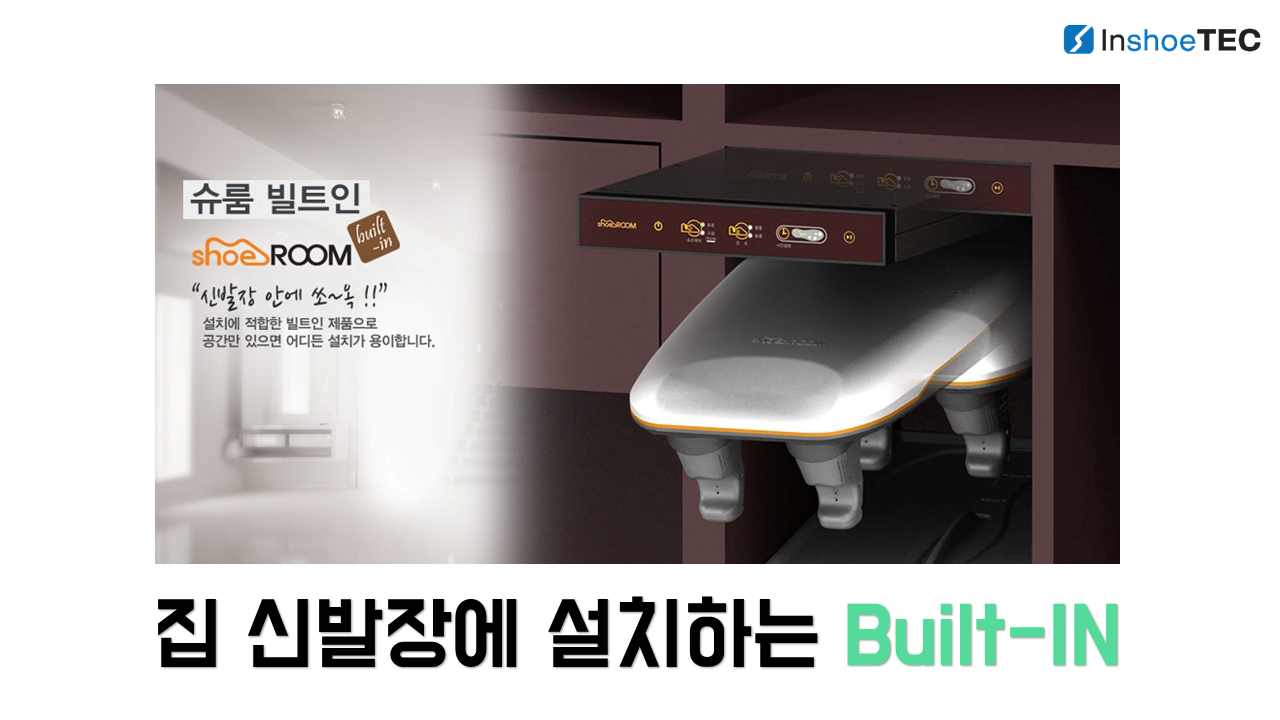 InshoeTEC
슈룸 빌트인
shoeROOM
built
-in
“신발장 안에 쏘~옥 !!”
설치에 적합한 빌트인 제품으로
공간만 있으면 어디든 설치가 용이합니다.
shoeROOM
집 신발장에 설치하는 Built-IN